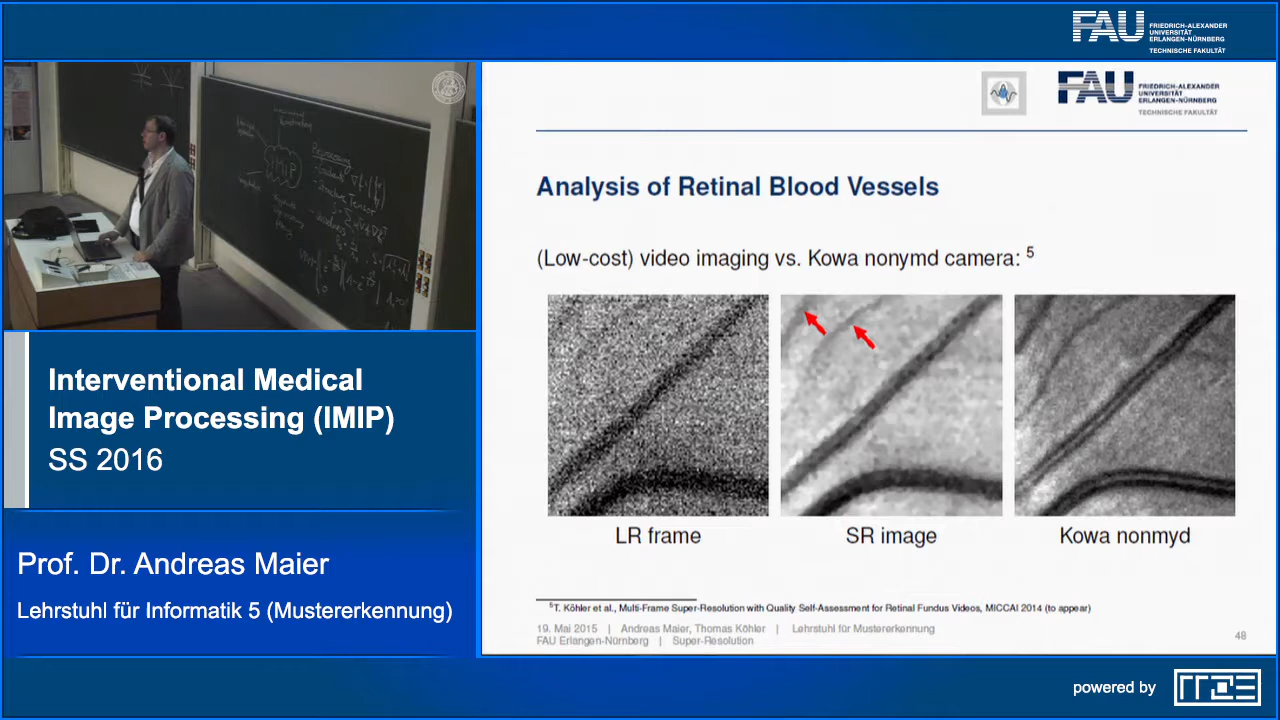 FAU
FRIEDRICH-ALEXANDER
UNIVERSITÄT
ERLANGEN-NÜRNBERG
TECHNISCHE FAKULTÄT
IMIP
Structure Tensor
FAU
FRIEDRICH-ALEXANDER
UNIVERSITÄT
ERLANGEN-NÜRNBERG
TECHNISCHE FAKULTÄT
Analysis of Retinal Blood Vessels
(Low-cost) video imaging vs. Kowa nonymd camera: 5
LR frame
SR image
Kowa nonmyd
5T. Köhler et al., Multi-Frame Super-Resolution with Quality Self-Assessment for Retinal Fundus Videos, MICCAI 2014 (to appear)
19. Mai 2015 | Andreas Maier, Thomas Köhler | Lehrstuhl für Mustererkennung
FAU Erlangen-Nürnberg | Super-Resolution
48
Interventional Medical
Image Processing (IMIP)
SS 2016
Prof. Dr. Andreas Maier
Lehrstuhl für Informatik 5 (Mustererkennung)
powered by
RRZE